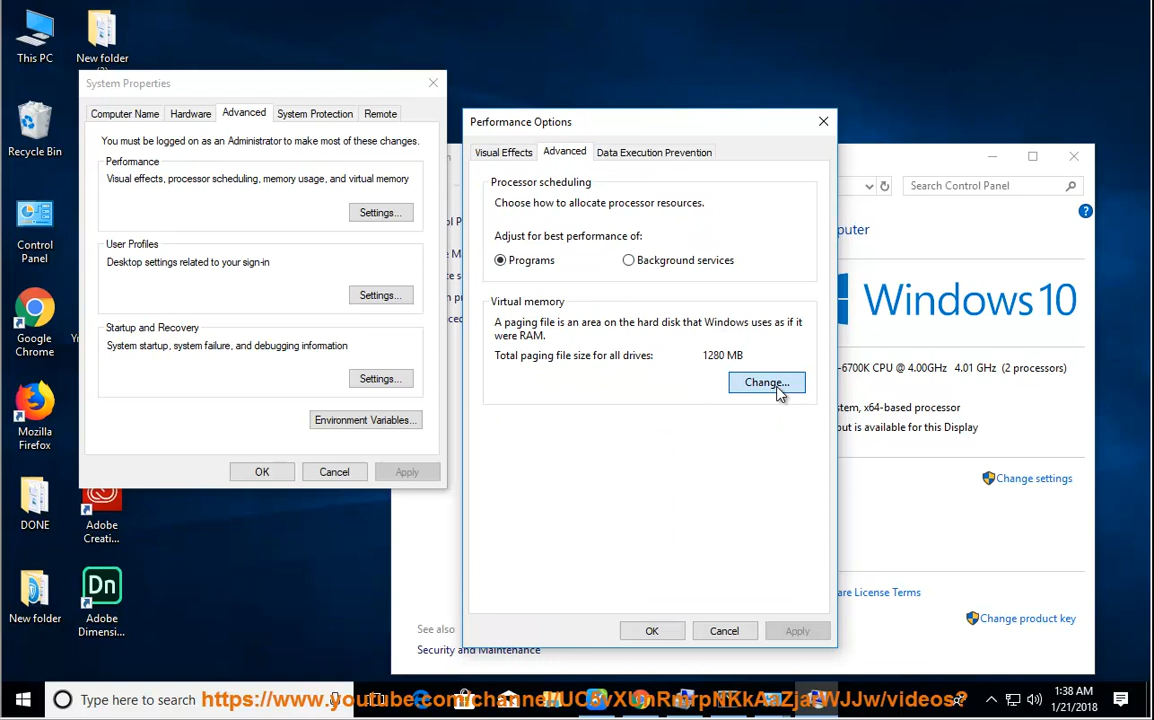 This PC
New folder
Recycle Bin
Control
Panel
Google
Chrome
Mozilla
Firefox
DONE
Adobe
Creati...
New folder
Adobe
Dimensi...
System Properties
Computer Name
Hardware
Advanced
System Protection
Remote
You must be logged on as an Administrator to make most of these changes.
Performance
Visual effects, processor scheduling, memory usage, and virtual memory
Settings...
User Profiles
Desktop settings related to your sign-in
Settings...
Startup and Recovery
System startup, system failure, and debugging information
Settings...
Environment Variables...
OK
Cancel
Apply
Performance Options
Visual Effects
Advanced
Data Execution Prevention
Processor scheduling
Choose how to allocate processor resources.
Adjust for best performance of:
Programs
Background services
Virtual memory
A paging file is an area on the hard disk that Windows uses as if it
were RAM.
Total paging file size for all drives:
1280 MB
Change...
OK
Cancel
Apply
Search Control Panel
puter
Windows 10
-6700K CPU @ 4.00GHz 4.01 GHz (2 processors)
tem, x64-based processor
out is available for this Display
Change settings
are License Terms
Change product key
See also
Security and Maintenance
Type here to search
1:38 AM
1/21/2018